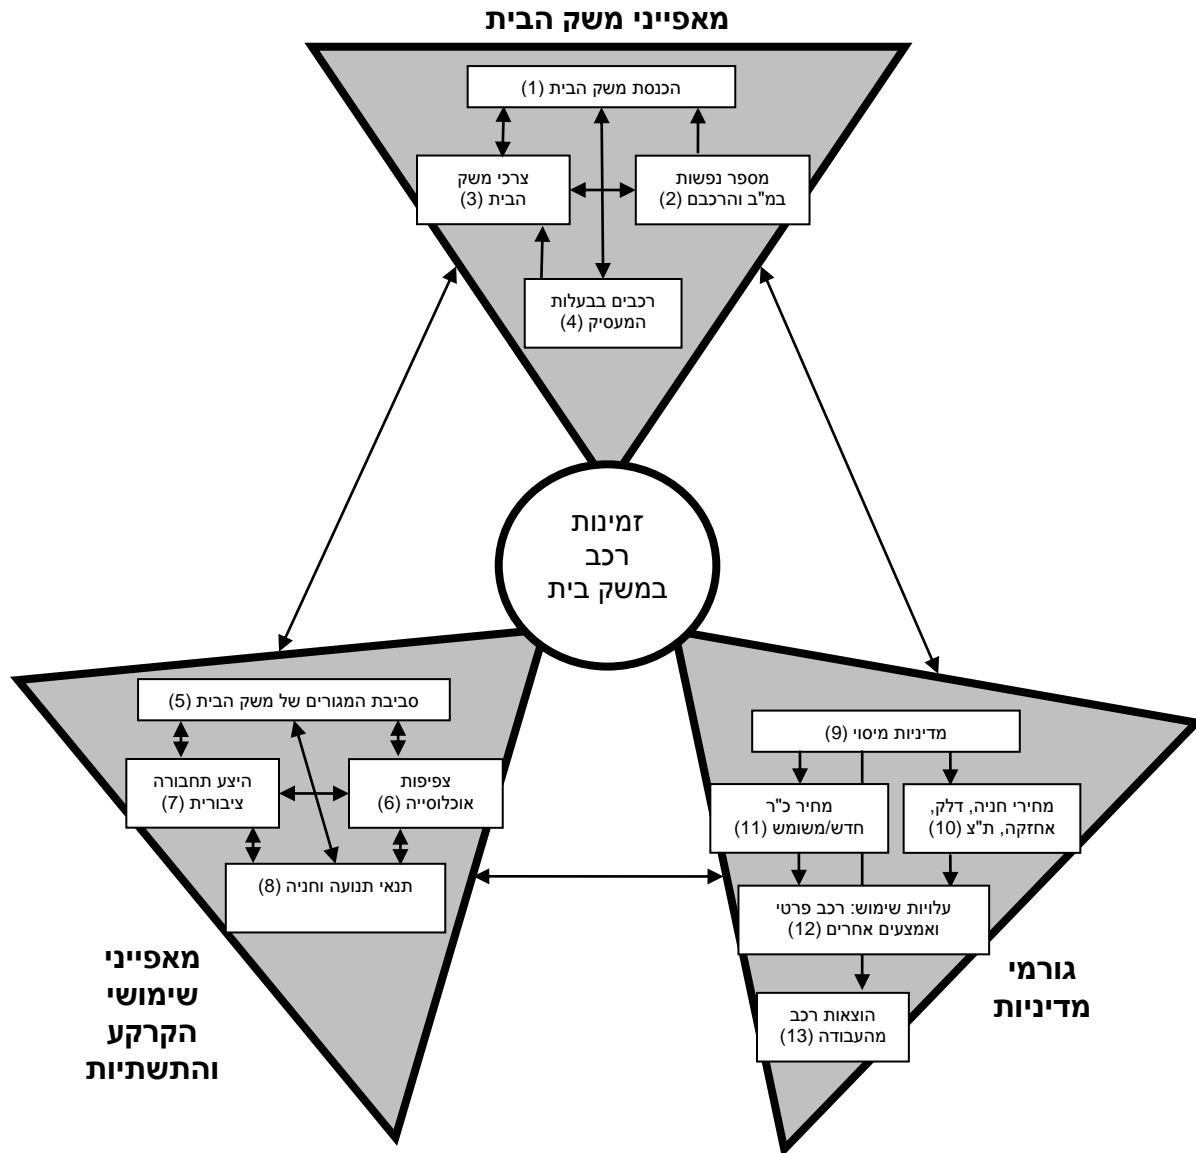 מאפייני משק הבית
הכנסת משק הבית (1)
צרכי משק
הבית (3)
מספר נפשות
במ"ב והרכבם (2)
רכבים בבעלות
המעסיק (4)
זמינות
רכב
במשק בית
סביבת המגורים של משק הבית (5)
היצע תחבורה
ציבורית (7)
צפיפות
אוכלוסייה (6)
תנאי תנועה וחניה (8)
מאפייני
שימושי
הקרקע
והתשתיות
מדיניות מיסוי (9)
מחיר כ"ר
חדש/משומש (11)
מחירי חניה, דלק,
אחזקה, ת"צ (10)
עלויות שימוש: רכב פרטי
ואמצעים אחרים (12)
הוצאות רכב
מהעבודה (13)
גורמי
מדיניות